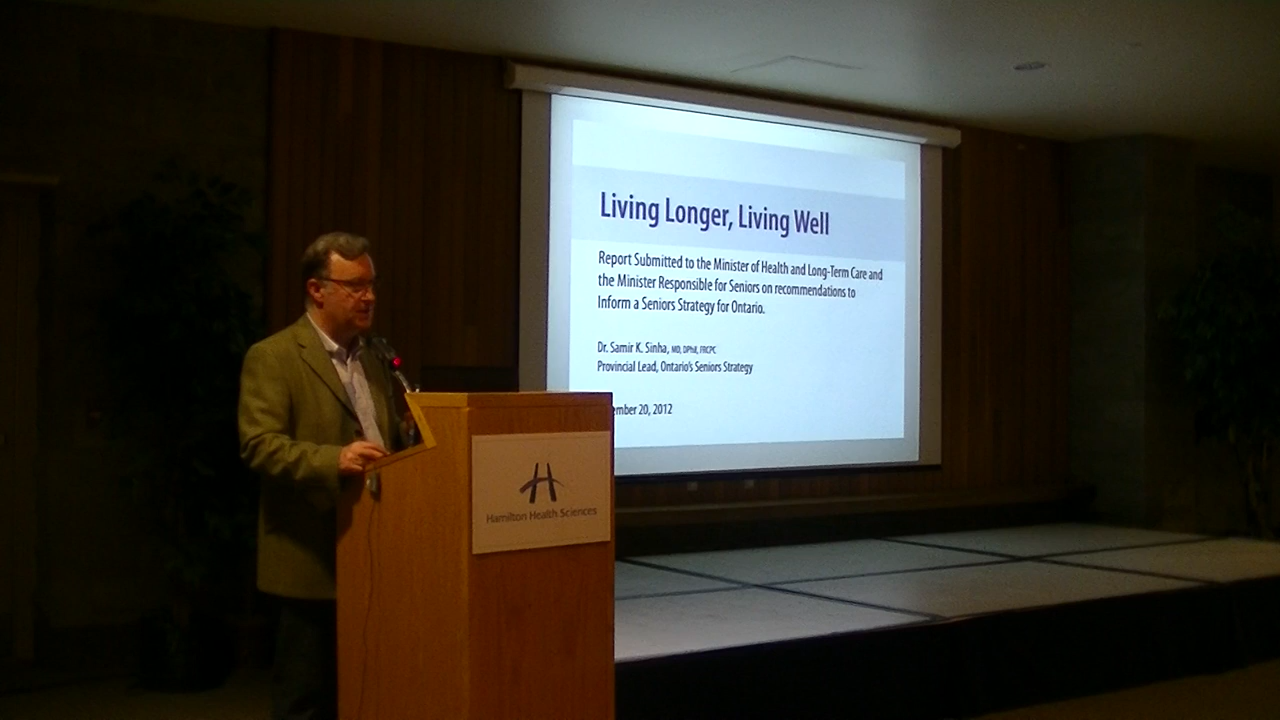 Living Longer, Living Well
Report Submitted to the Minister of Health and Long-Term Care and
the Minister Responsible for Seniors on recommendations to
Inform a Seniors Strategy for Ontario.
Dr. Samir K. Sinha, MD, DPhil, FRCPC
Provincial Lead, Ontario's Seniors Strategy
ember 20, 2012
Hamilton Health Sciences